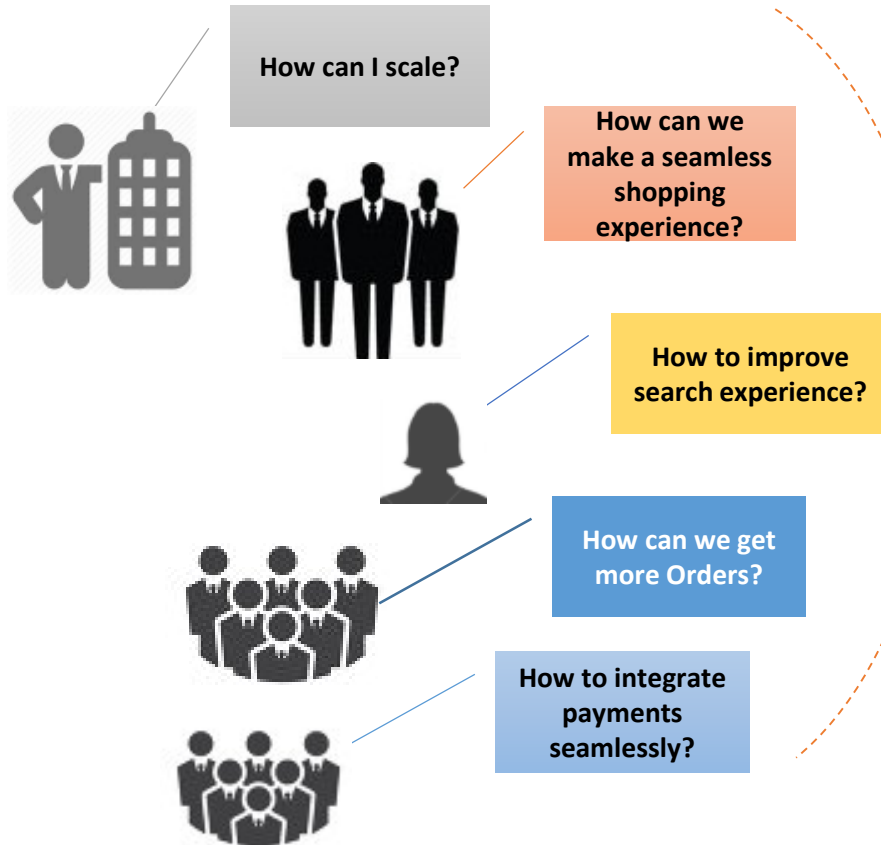 How can I scale?
How can we
make a seamless
shopping
experience?
How to improve
search experience?
How can we get
more Orders?
How to integrate
payments
seamlessly?